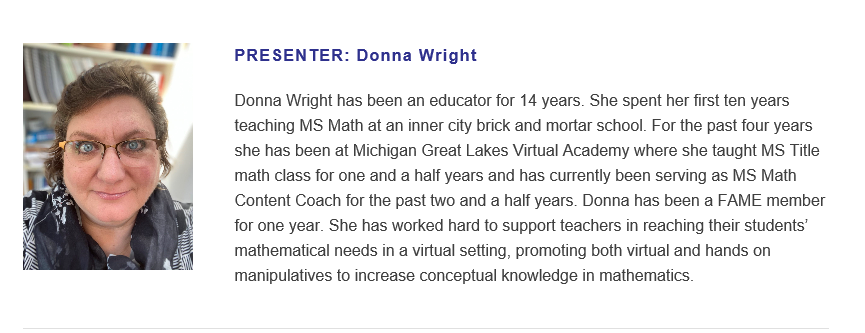 PRESENTER: Donna Wright
Donna Wright has been an educator for 14 years. She spent her first ten years
teaching MS Math at an inner city brick and mortar school. For the past four years
she has been at Michigan Great Lakes Virtual Academy where she taught MS Title
math class for one and a half years and has currently been serving as MS Math
Content Coach for the past two and a half years. Donna has been a FAME member
for one year. She has worked hard to support teachers in reaching their students’
mathematical needs in a virtual setting, promoting both virtual and hands on
manipulatives to increase conceptual knowledge in mathematics.